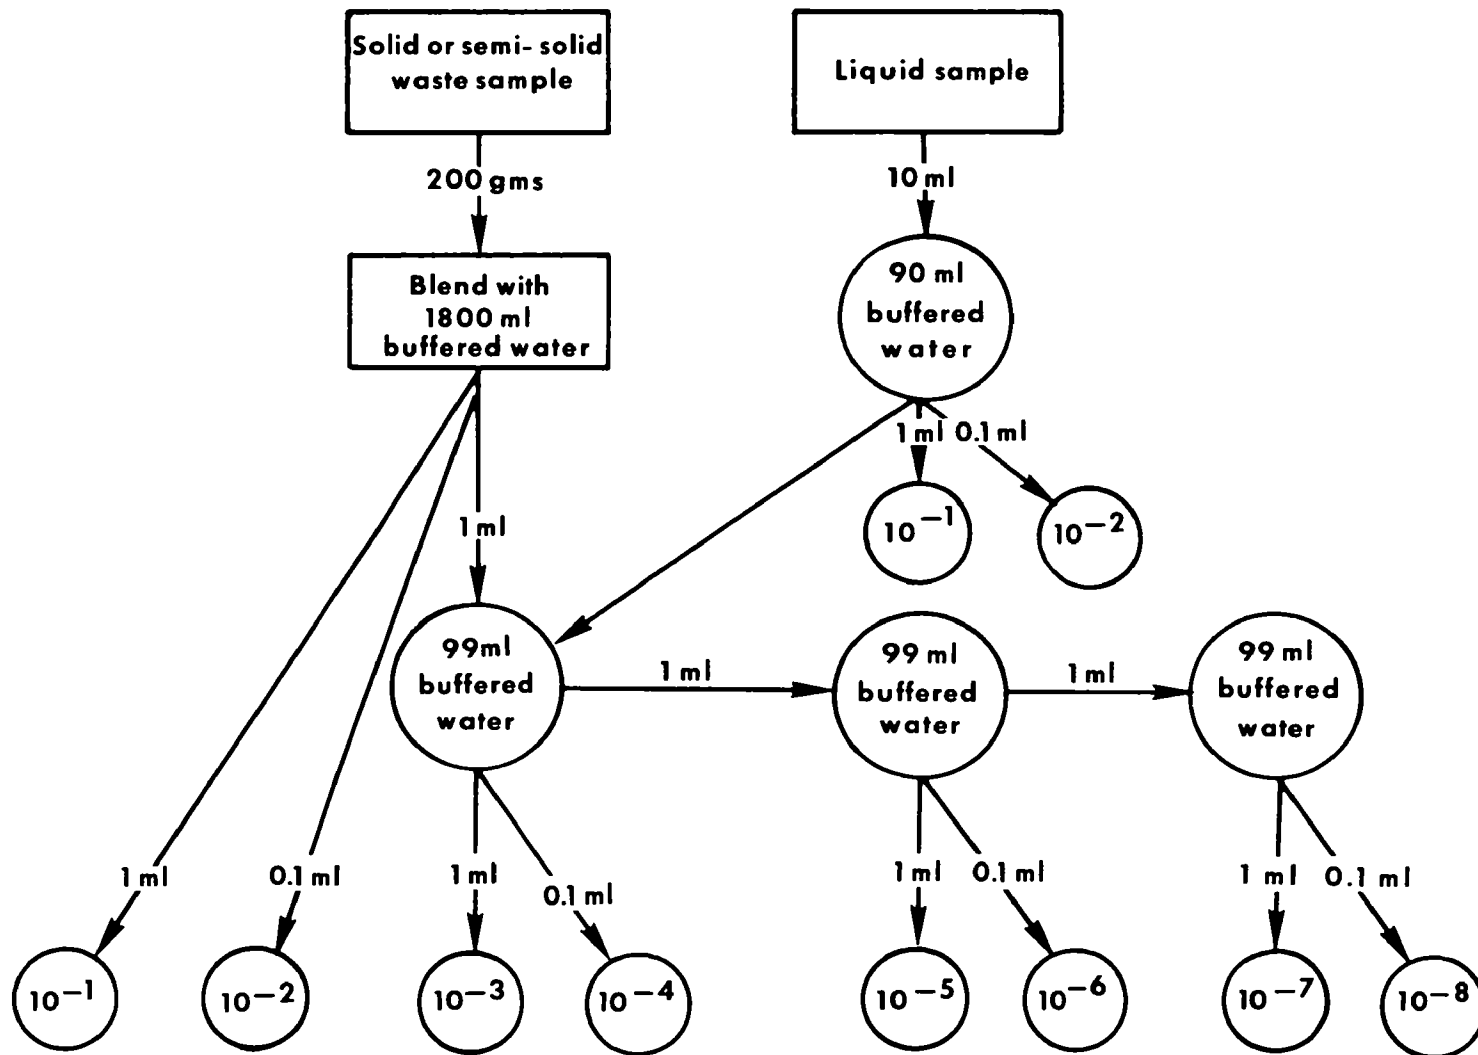 Solid or semi-solid
waste sample
Liquid sample
200 gms
10 ml
Blend with
1800 ml
buffered water
90 ml
buffered
water
1 ml
0.1 ml
10−1
10−2
1 ml
99ml
buffered
water
1 ml
99 ml
buffered
water
1 ml
99 ml
buffered
water
1 ml
0.1 ml
1 ml
0.1 ml
1 ml
0.1 ml
1 ml
0.1 ml
10−1
10−2
10−3
10−4
10−5
10−6
10−7
10−8